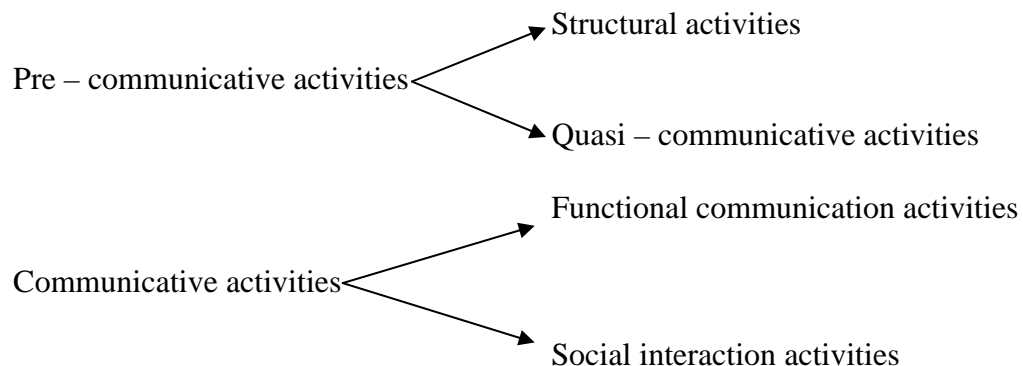 Structural activities
Pre – communicative activities
Quasi – communicative activities
Functional communication activities
Communicative activities
Social interaction activities